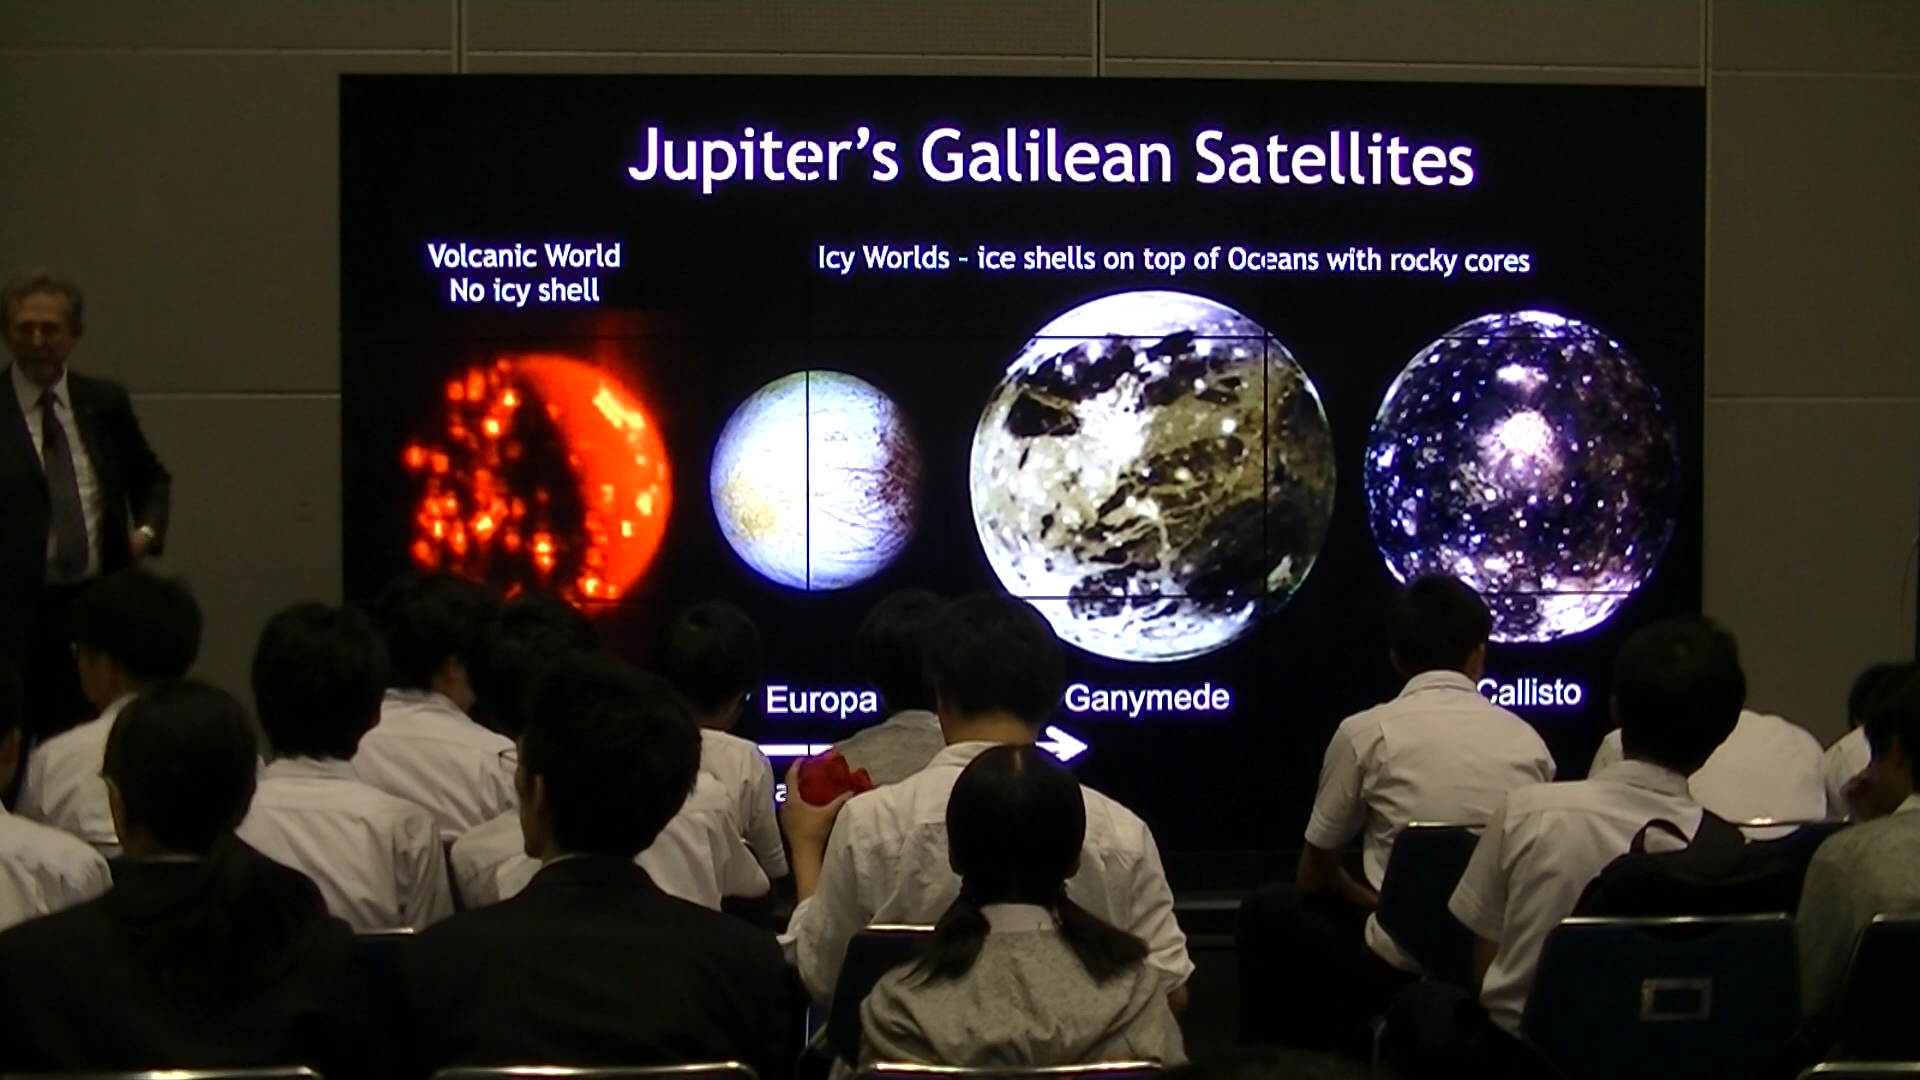 Jupiter's Galilean Satellites
Volcanic World
No icy shell
Icy Worlds - ice shells on top of Oceans with rocky cores
Europa
Ganymede
Callisto